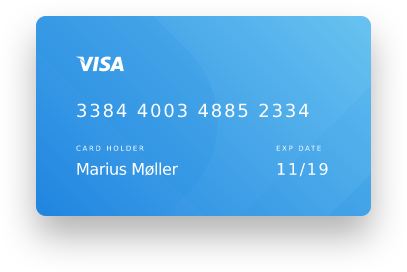 VISA
3384 4003 4885 2334
CARD HOLDER EXP DATE
Marius Møller 11/19